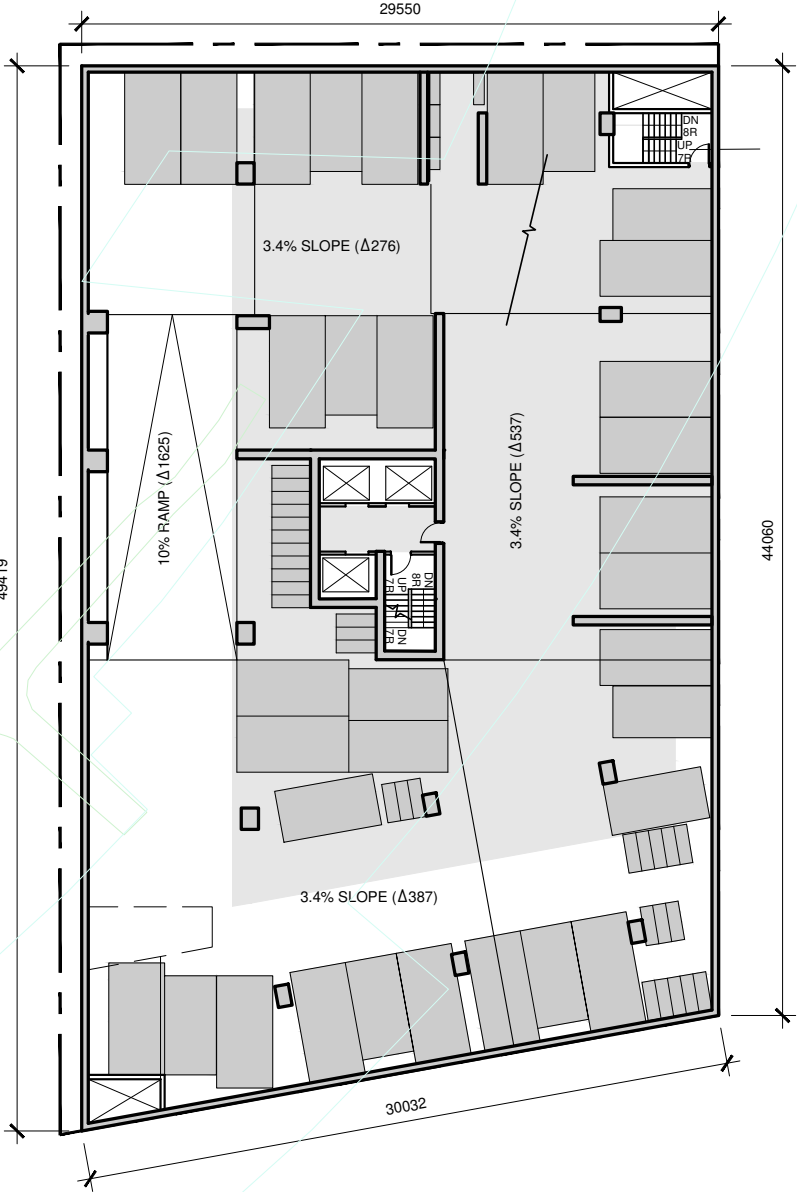 29550
DN
8R
UP
7R
3.4% SLOPE (Δ276)
10% RAMP (Δ1625)
3.4% SLOPE (Δ537)
44060
49419
DN
8R
UP
7R
DN
7R
3.4% SLOPE (Δ387)
30032